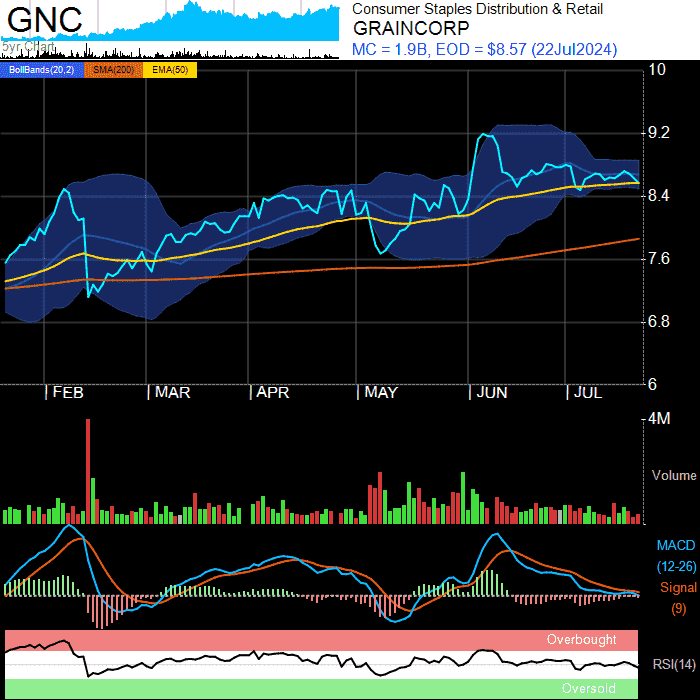 GNC
5yr Chart
Consumer Staples Distribution & Retail
GRAINCORP
MC = 1.9B, EOD = $8.57 (22Jul2024)
BollBands(20,2) SMA(200) EMA(50)
10
9.2
8.4
7.6
6.8
6
FEB MAR APR MAY JUN JUL
4M
Volume
MACD
(12-26)
Signal
(9)
Overbought
RSI(14)
Oversold